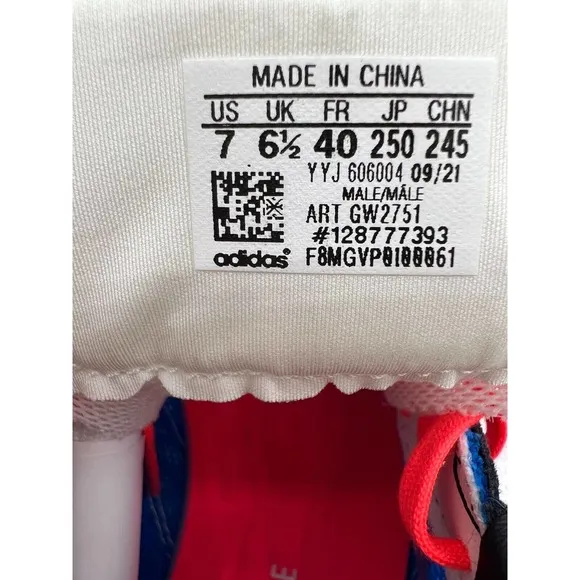 MADE IN CHINA
US UK FR JP CHN
7 6½ 40 250 245
YYJ 606004 09/21
MALE/MÂLE
ART GW2751
#128777393
adidas
E